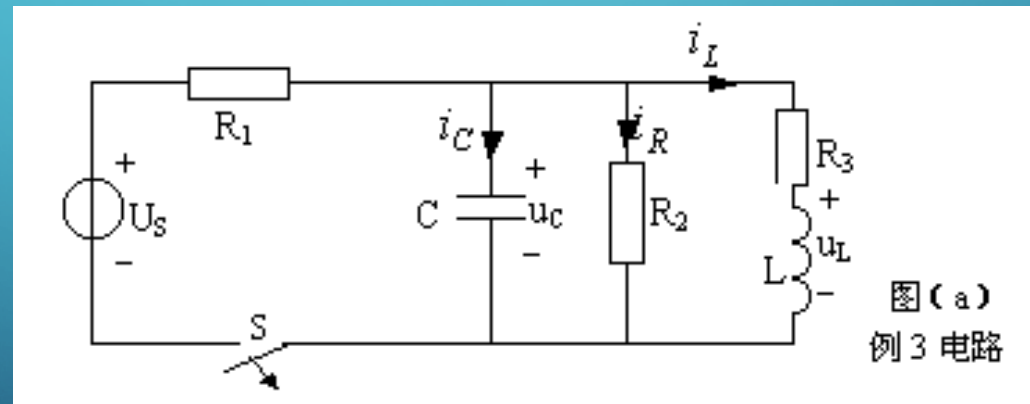 i_L
R₁
i_C
i_R
R₃
+
+
+
U_S
C
u_C
R₂
u_L
L
−
−
−
S
图(a)
例 3 电路